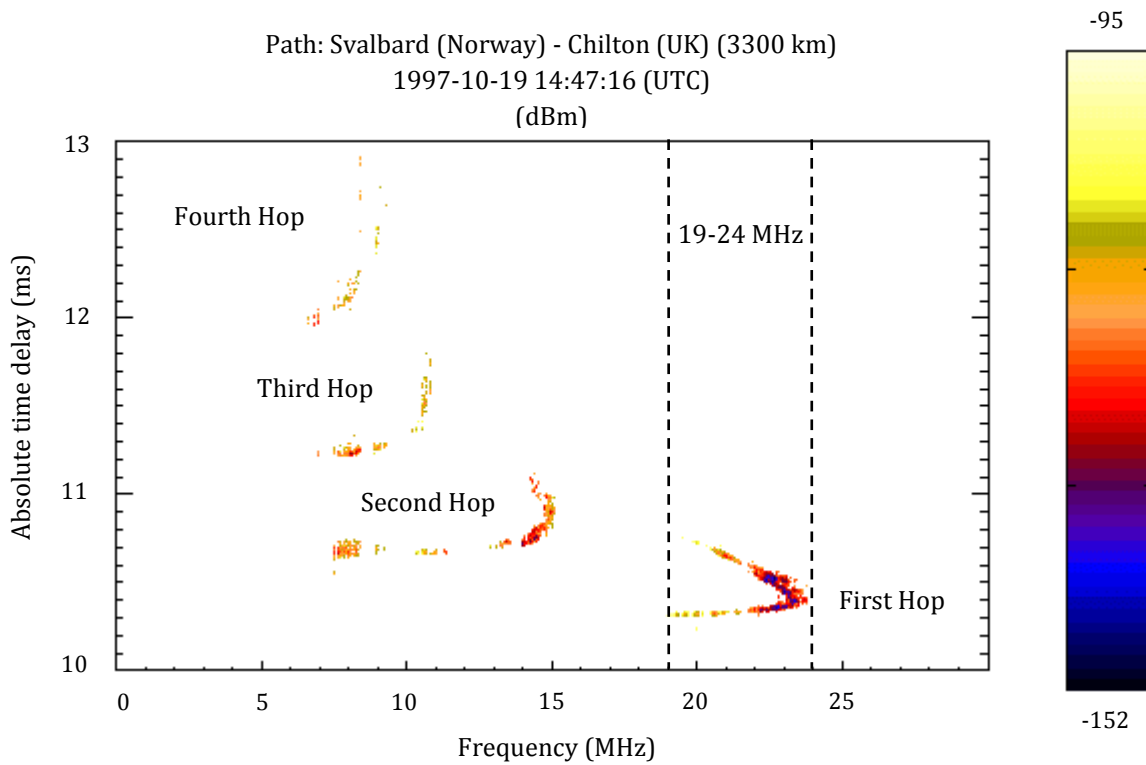 Path: Svalbard (Norway) - Chilton (UK) (3300 km)
1997-10-19 14:47:16 (UTC)
(dBm)
-95
13
12
11
10
Absolute time delay (ms)
Fourth Hop
19-24 MHz
Third Hop
Second Hop
First Hop
0
5
10
15
20
25
Frequency (MHz)
-152